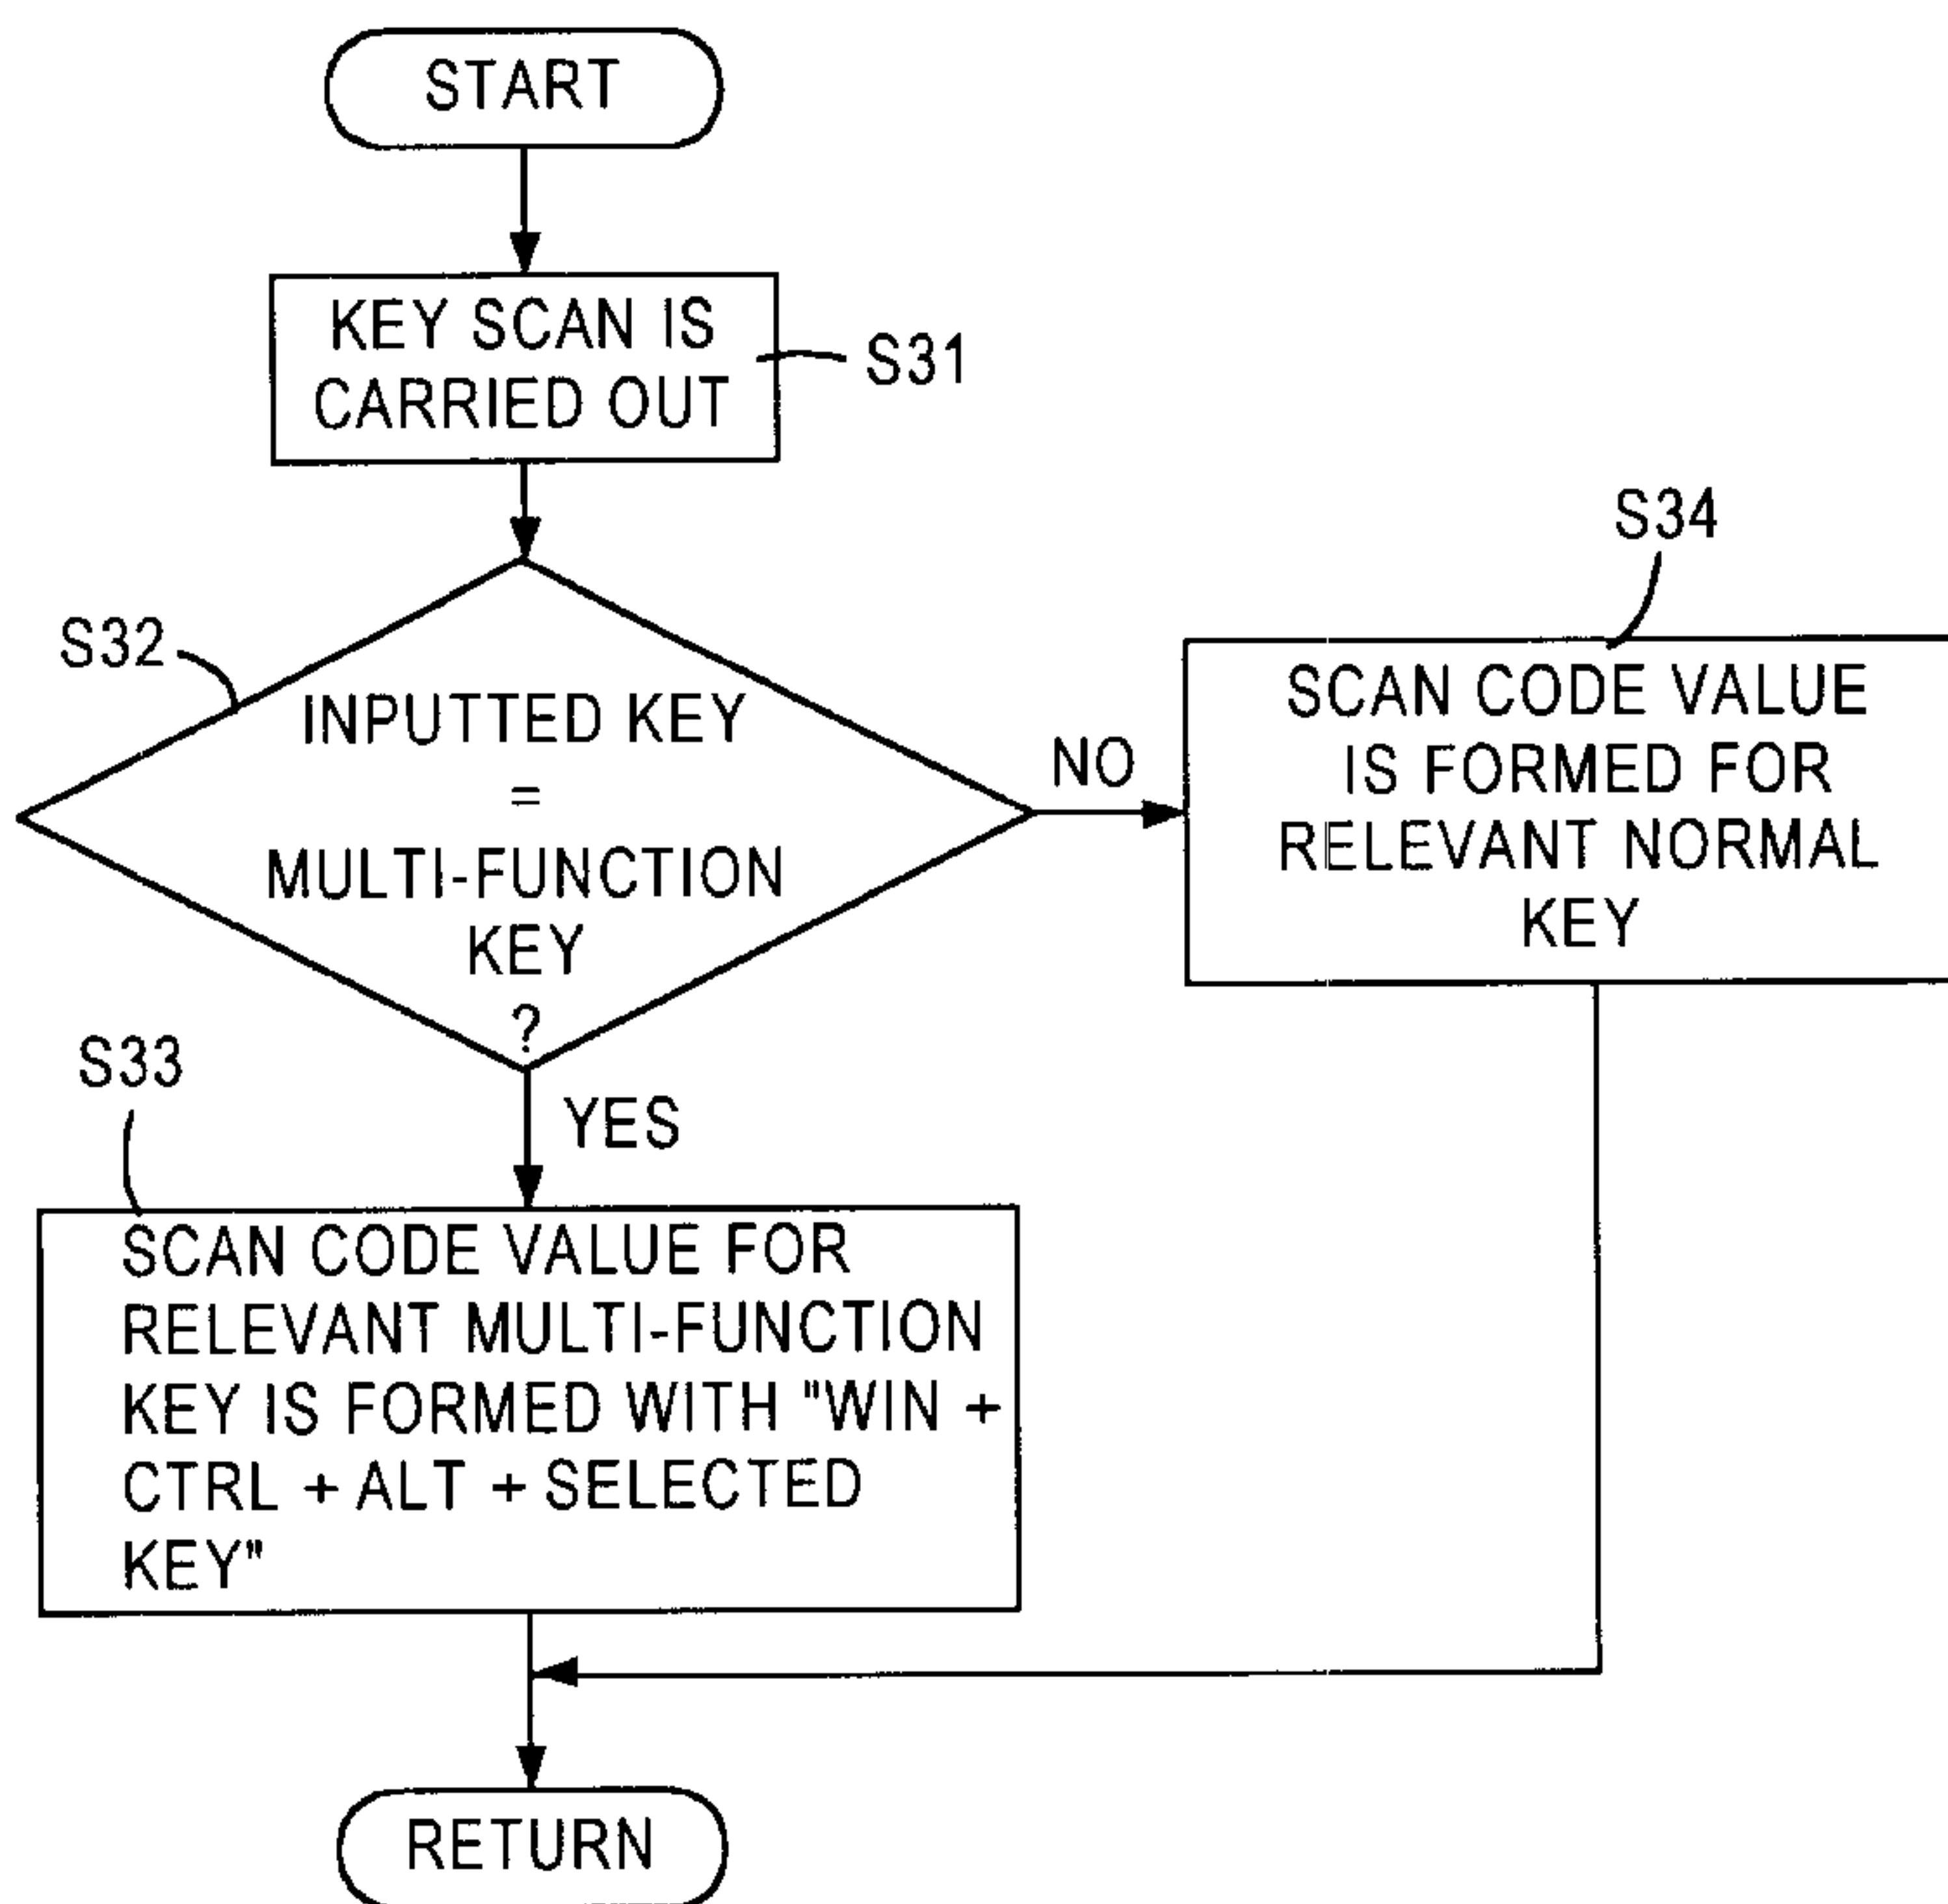 START
KEY SCAN IS
CARRIED OUT
S31
S32
INPUTTED KEY
=
MULTI-FUNCTION
KEY
?
NO
S34
SCAN CODE VALUE
IS FORMED FOR
RELEVANT NORMAL
KEY
YES
S33
SCAN CODE VALUE FOR
RELEVANT MULTI-FUNCTION
KEY IS FORMED WITH "WIN +
CTRL + ALT + SELECTED
KEY"
RETURN